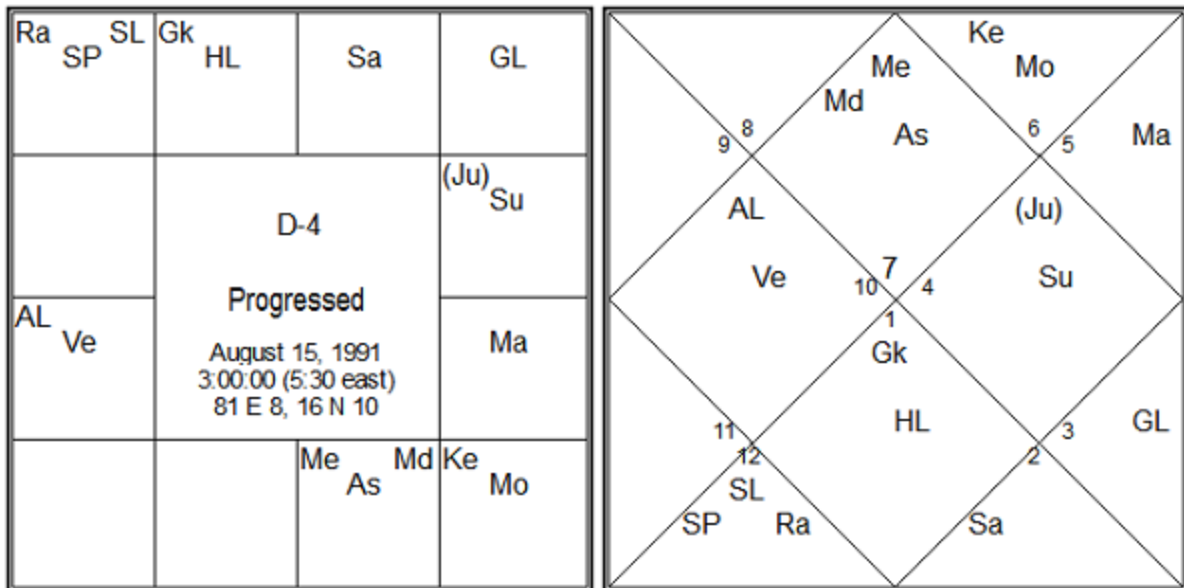 Ra SL
SP
Gk
HL
Sa
GL
(Ju)
Su
D-4
Progressed
August 15, 1991
3:00:00 (5:30 east)
81 E 8, 16 N 10
AL
Ve
Ma
Me Md
As
Ke
Mo
Ke
Me Mo
Md
As Ma
8 6
9 5
AL (Ju)
Ve Su
7
10 4
1
Gk
HL GL
11 3
12 2
SL
SP Ra Sa